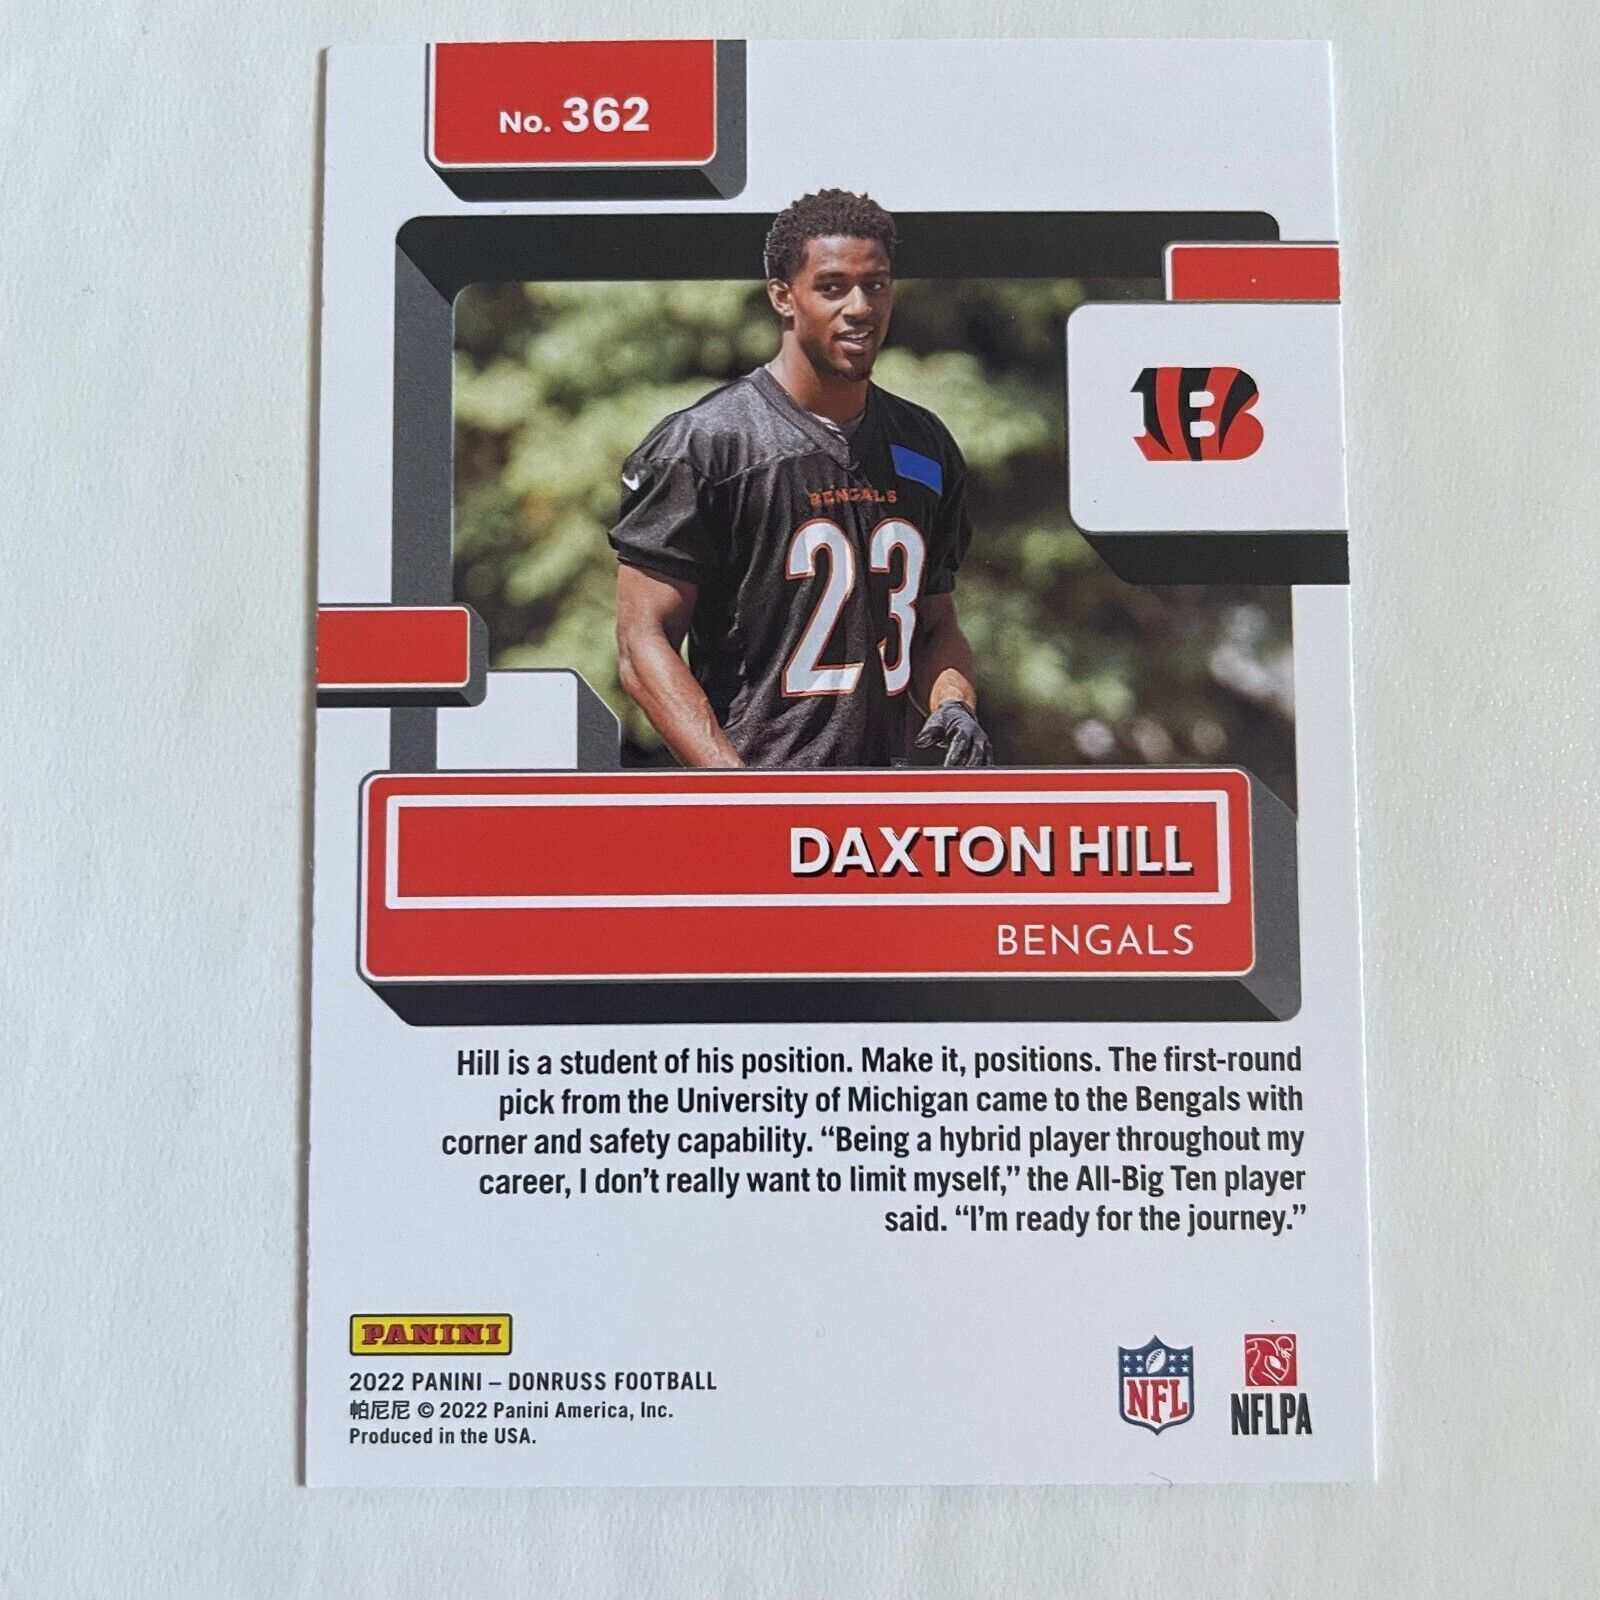 No. 362
B
BENGALS
23
DAXTON HILL
BENGALS
Hill is a student of his position. Make it, positions. The first-round
pick from the University of Michigan came to the Bengals with
corner and safety capability. “Being a hybrid player throughout my
career, I don’t really want to limit myself,” the All-Big Ten player
said. “I’m ready for the journey.”
PANINI
2022 PANINI – DONRUSS FOOTBALL
帕尼尼 © 2022 Panini America, Inc.
Produced in the USA.
NFL
NFLPA